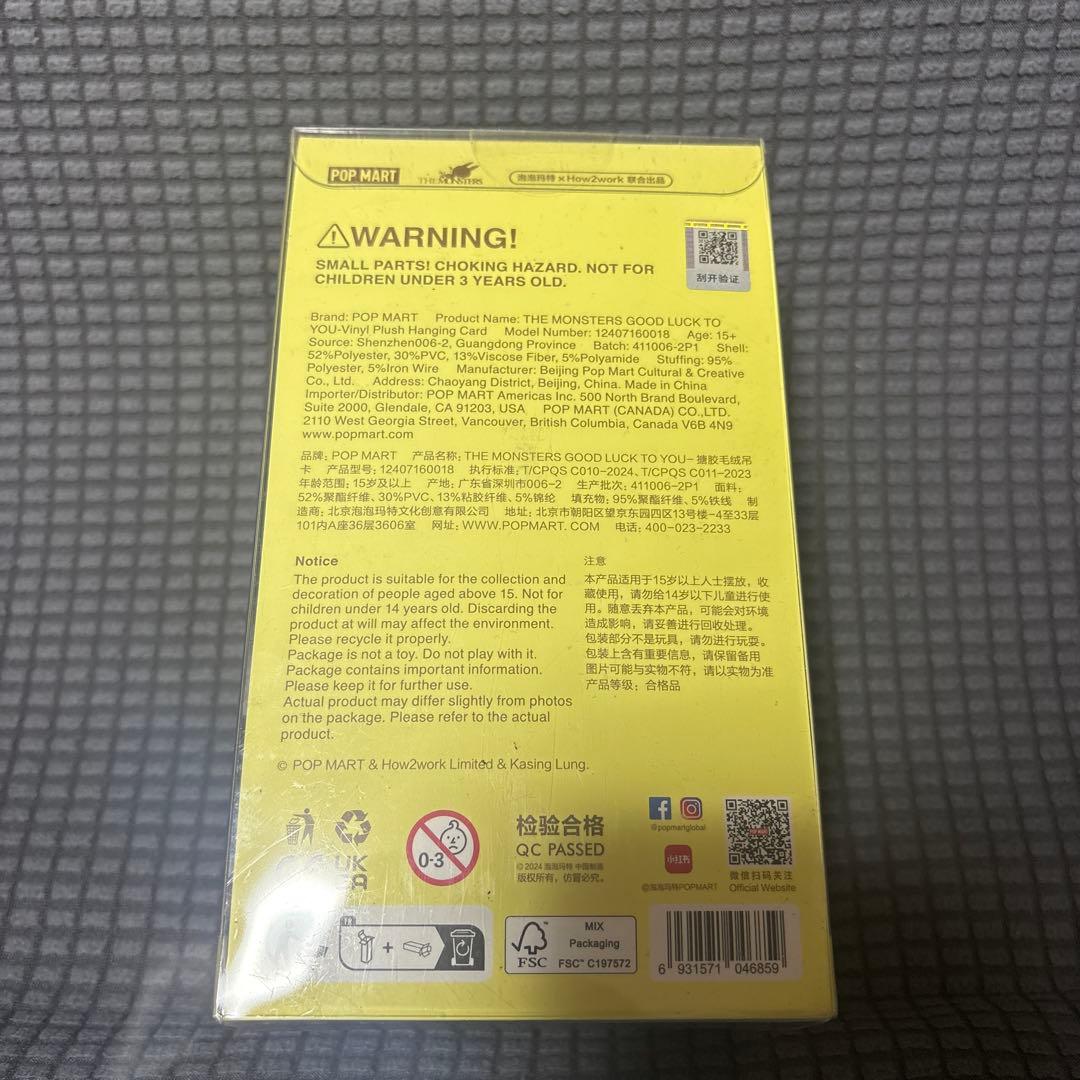 POP MART THE MONSTERS 泡泡玛特×How2work 联合出品
WARNING!
SMALL PARTS! CHOKING HAZARD. NOT FOR
CHILDREN UNDER 3 YEARS OLD.
刮开验证
Brand: POP MART Product Name: THE MONSTERS GOOD LUCK TO
YOU-Vinyl Plush Hanging Card Model Number: 12407160018 Age: 15+
Source: Shenzhen006-2, Guangdong Province Batch: 411006-2P1 Shell:
52%Polyester, 30%PVC, 13%Viscose Fiber, 5%Polyamide Stuffing: 95%
Polyester, 5%Iron Wire Manufacturer: Beijing Pop Mart Cultural & Creative
Co., Ltd. Address: Chaoyang District, Beijing, China. Made in China
Importer/Distributor: POP MART Americas Inc. 500 North Brand Boulevard,
Suite 2000, Glendale, CA 91203, USA POP MART (CANADA) CO.,LTD.
2110 West Georgia Street, Vancouver, British Columbia, Canada V6B 4N9
www.popmart.com
品牌: POP MART 产品名称: THE MONSTERS GOOD LUCK TO YOU-搪胶毛绒吊
卡 产品型号: 12407160018 执行标准: T/CPQS C010-2024、T/CPQS C011-2023
年龄范围: 15岁及以上 产地: 广东省深圳市006-2 生产批次: 411006-2P1 面料:
52%聚酯纤维、30%PVC、13%粘胶纤维、5%锦纶 填充物: 95%聚酯纤维、5%铁线 制
造商: 北京泡泡玛特文化创意有限公司 地址: 北京市朝阳区望京东园四区13号楼-4至33层
101内A座36层3606室 网址: WWW.POPMART. COM 电话: 400-023-2233
Notice
The product is suitable for the collection and
decoration of people aged above 15. Not for
children under 14 years old. Discarding the
product at will may affect the environment.
Please recycle it properly.
Package is not a toy. Do not play with it.
Package contains important information.
Please keep it for further use.
Actual product may differ slightly from photos
on the package. Please refer to the actual
product.
注意
本产品适用于15岁以上人士摆放，收
藏使用，请勿给14岁以下儿童进行使
用。随意丢弃本产品，可能会对环境
造成影响，请妥善进行回收处理。
包装部分不是玩具，请勿进行玩耍。
包装上含有重要信息，请保留备用
图片可能与实物不符，请以实物为准
产品等级：合格品
© POP MART & How2work Limited & Kasing Lung.
UK
CA
0-3
检验合格
QC PASSED
© 2024 泡泡玛特 中国制造
版权所有，仿冒必究。
@popmartglobal
小红书
@泡泡玛特POPMART
POP MART
微信扫码关注
Official Website
FR
FSC
MIX
Packaging
FSC™ C197572
6 931571 046859